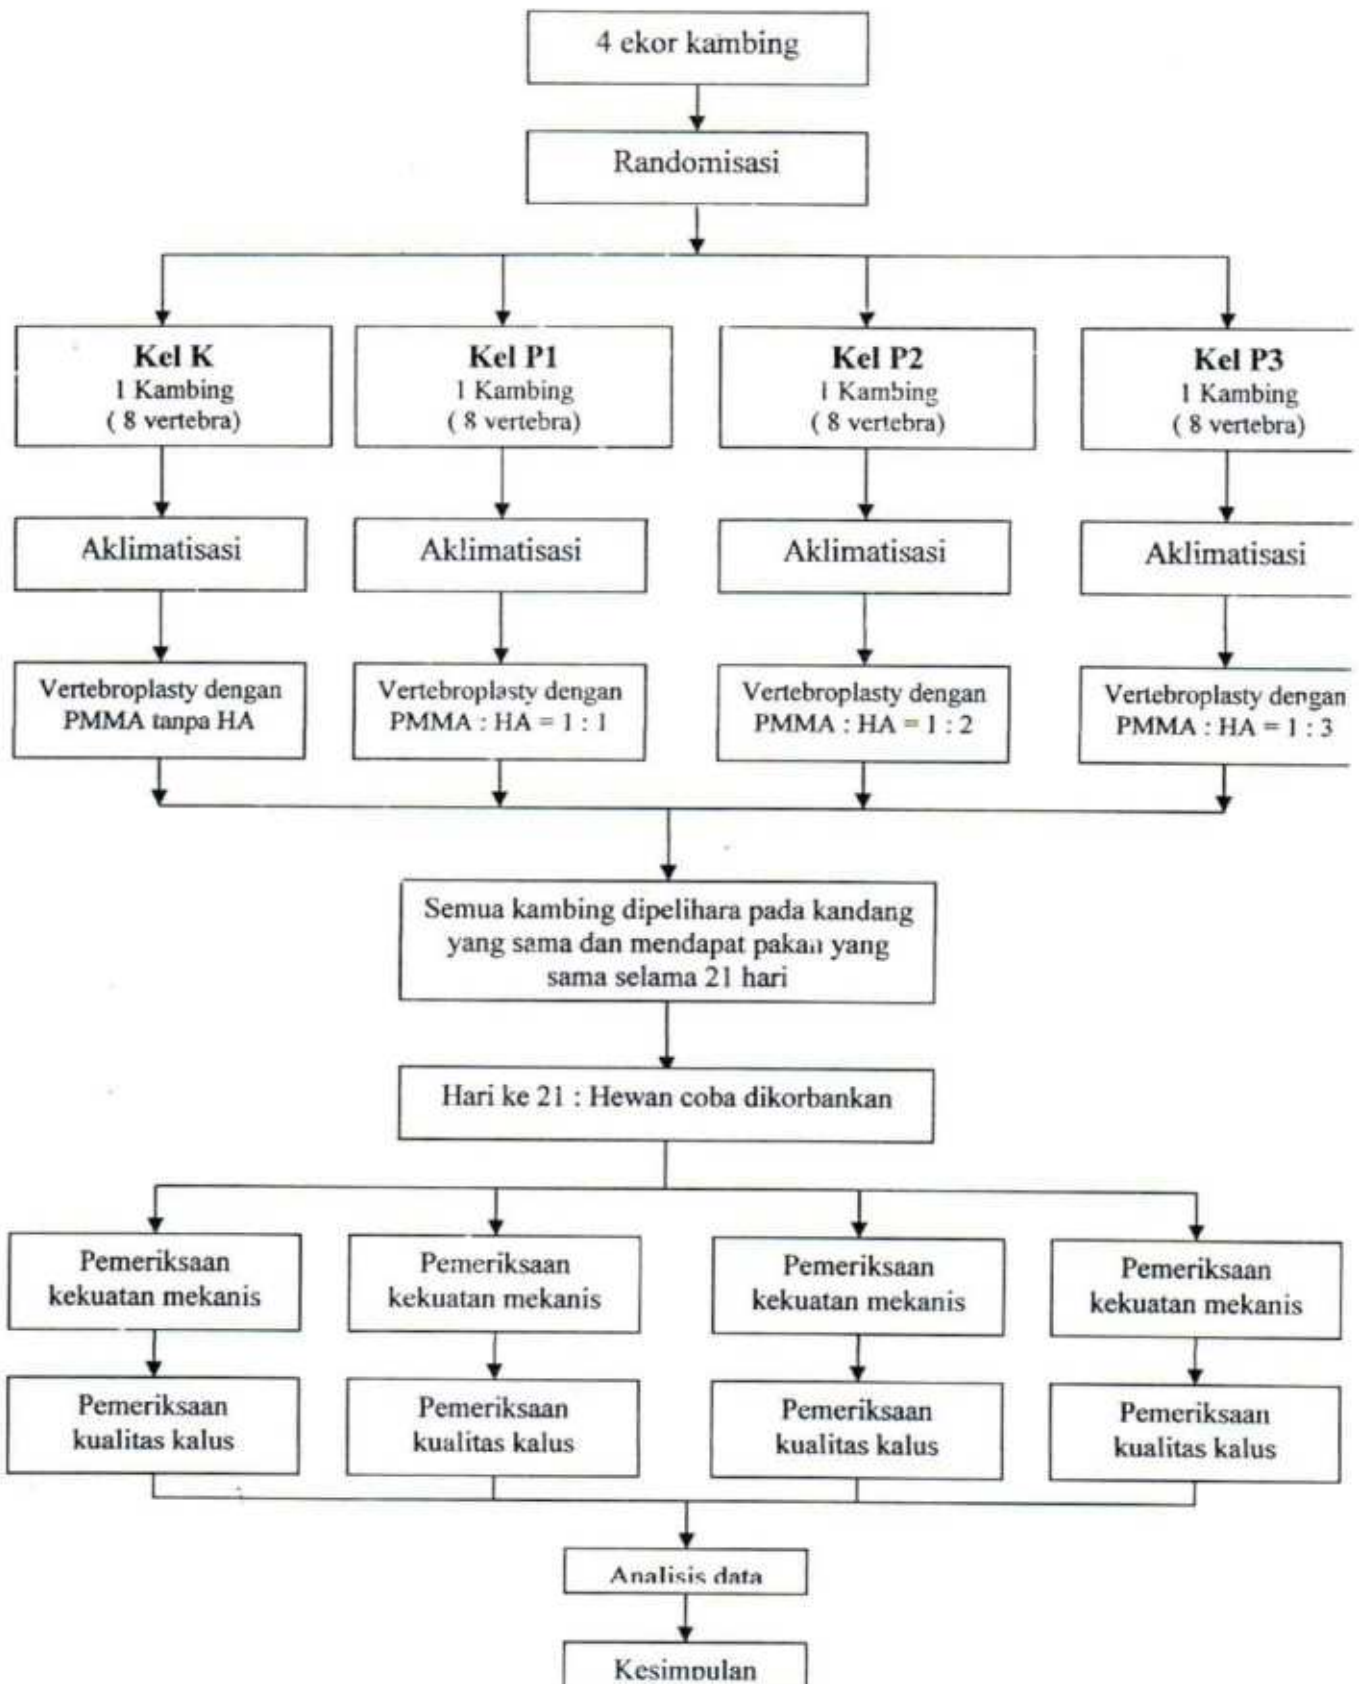 4 ekor kambing
Randomisasi
Kel K
1 Kambing
( 8 vertebra)
Kel P1
1 Kambing
( 8 vertebra)
Kel P2
1 Kambing
( 8 vertebra)
Kel P3
1 Kambing
( 8 vertebra)
Aklimatisasi
Aklimatisasi
Aklimatisasi
Aklimatisasi
Vertebroplasty dengan
PMMA tanpa HA
Vertebroplasty dengan
PMMA : HA = 1 : 1
Vertebroplasty dengan
PMMA : HA = 1 : 2
Vertebroplasty dengan
PMMA : HA = 1 : 3
Semua kambing dipelihara pada kandang
yang sama dan mendapat pakan yang
sama selama 21 hari
Hari ke 21 : Hewan coba dikorbankan
Pemeriksaan
kekuatan mekanis
Pemeriksaan
kekuatan mekanis
Pemeriksaan
kekuatan mekanis
Pemeriksaan
kekuatan mekanis
Pemeriksaan
kualitas kalus
Pemeriksaan
kualitas kalus
Pemeriksaan
kualitas kalus
Pemeriksaan
kualitas kalus
Analisis data
Kesimpulan